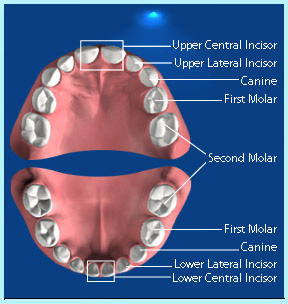 Upper Central Incisor
Upper Lateral Incisor
Canine
First Molar
Second Molar
First Molar
Canine
Lower Lateral Incisor
Lower Central Incisor